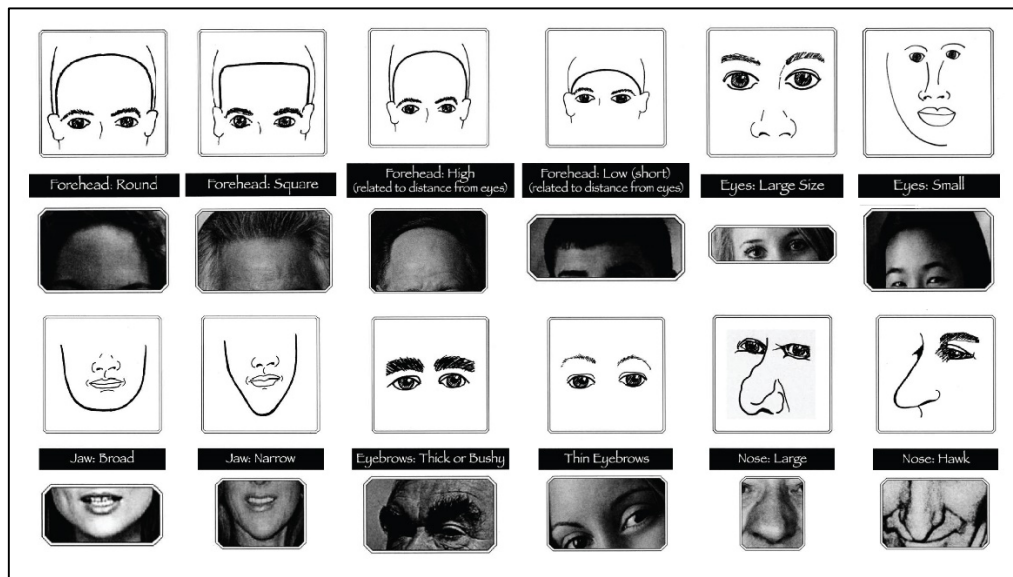 Forehead: Round
Forehead: Square
Forehead: High
(related to distance from eyes)
Forehead: Low (short)
(related to distance from eyes)
Eyes: Large Size
Eyes: Small
Jaw: Broad
Jaw: Narrow
Eyebrows: Thick or Bushy
Thin Eyebrows
Nose: Large
Nose: Hawk